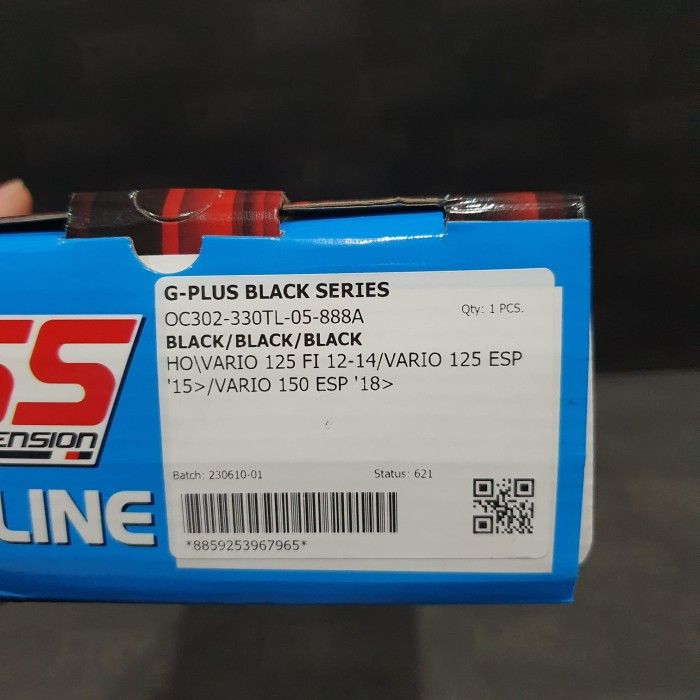 G-PLUS BLACK SERIES
OC302-330TL-05-888A
Qty: 1 PCS.
BLACK/BLACK/BLACK
HO\VARIO 125 FI 12-14/VARIO 125 ESP
'15>/VARIO 150 ESP '18>
Batch: 230610-01
Status: 621
*8859253967965*
SS
ENSION
LINE